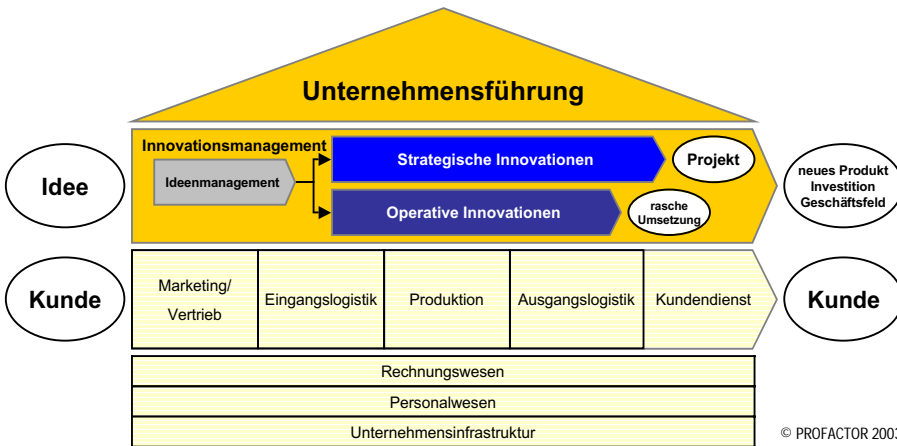 Unternehmensführung
Innovationsmanagement
Ideenmanagement
Strategische Innovationen
Projekt
Operative Innovationen
rasche
Umsetzung
Idee
neues Produkt
Investition
Geschäftsfeld
Kunde
Marketing/
Vertrieb
Eingangslogistik
Produktion
Ausgangslogistik
Kundendienst
Kunde
Rechnungswesen
Personalwesen
Unternehmensinfrastruktur
© PROFACTOR 2003